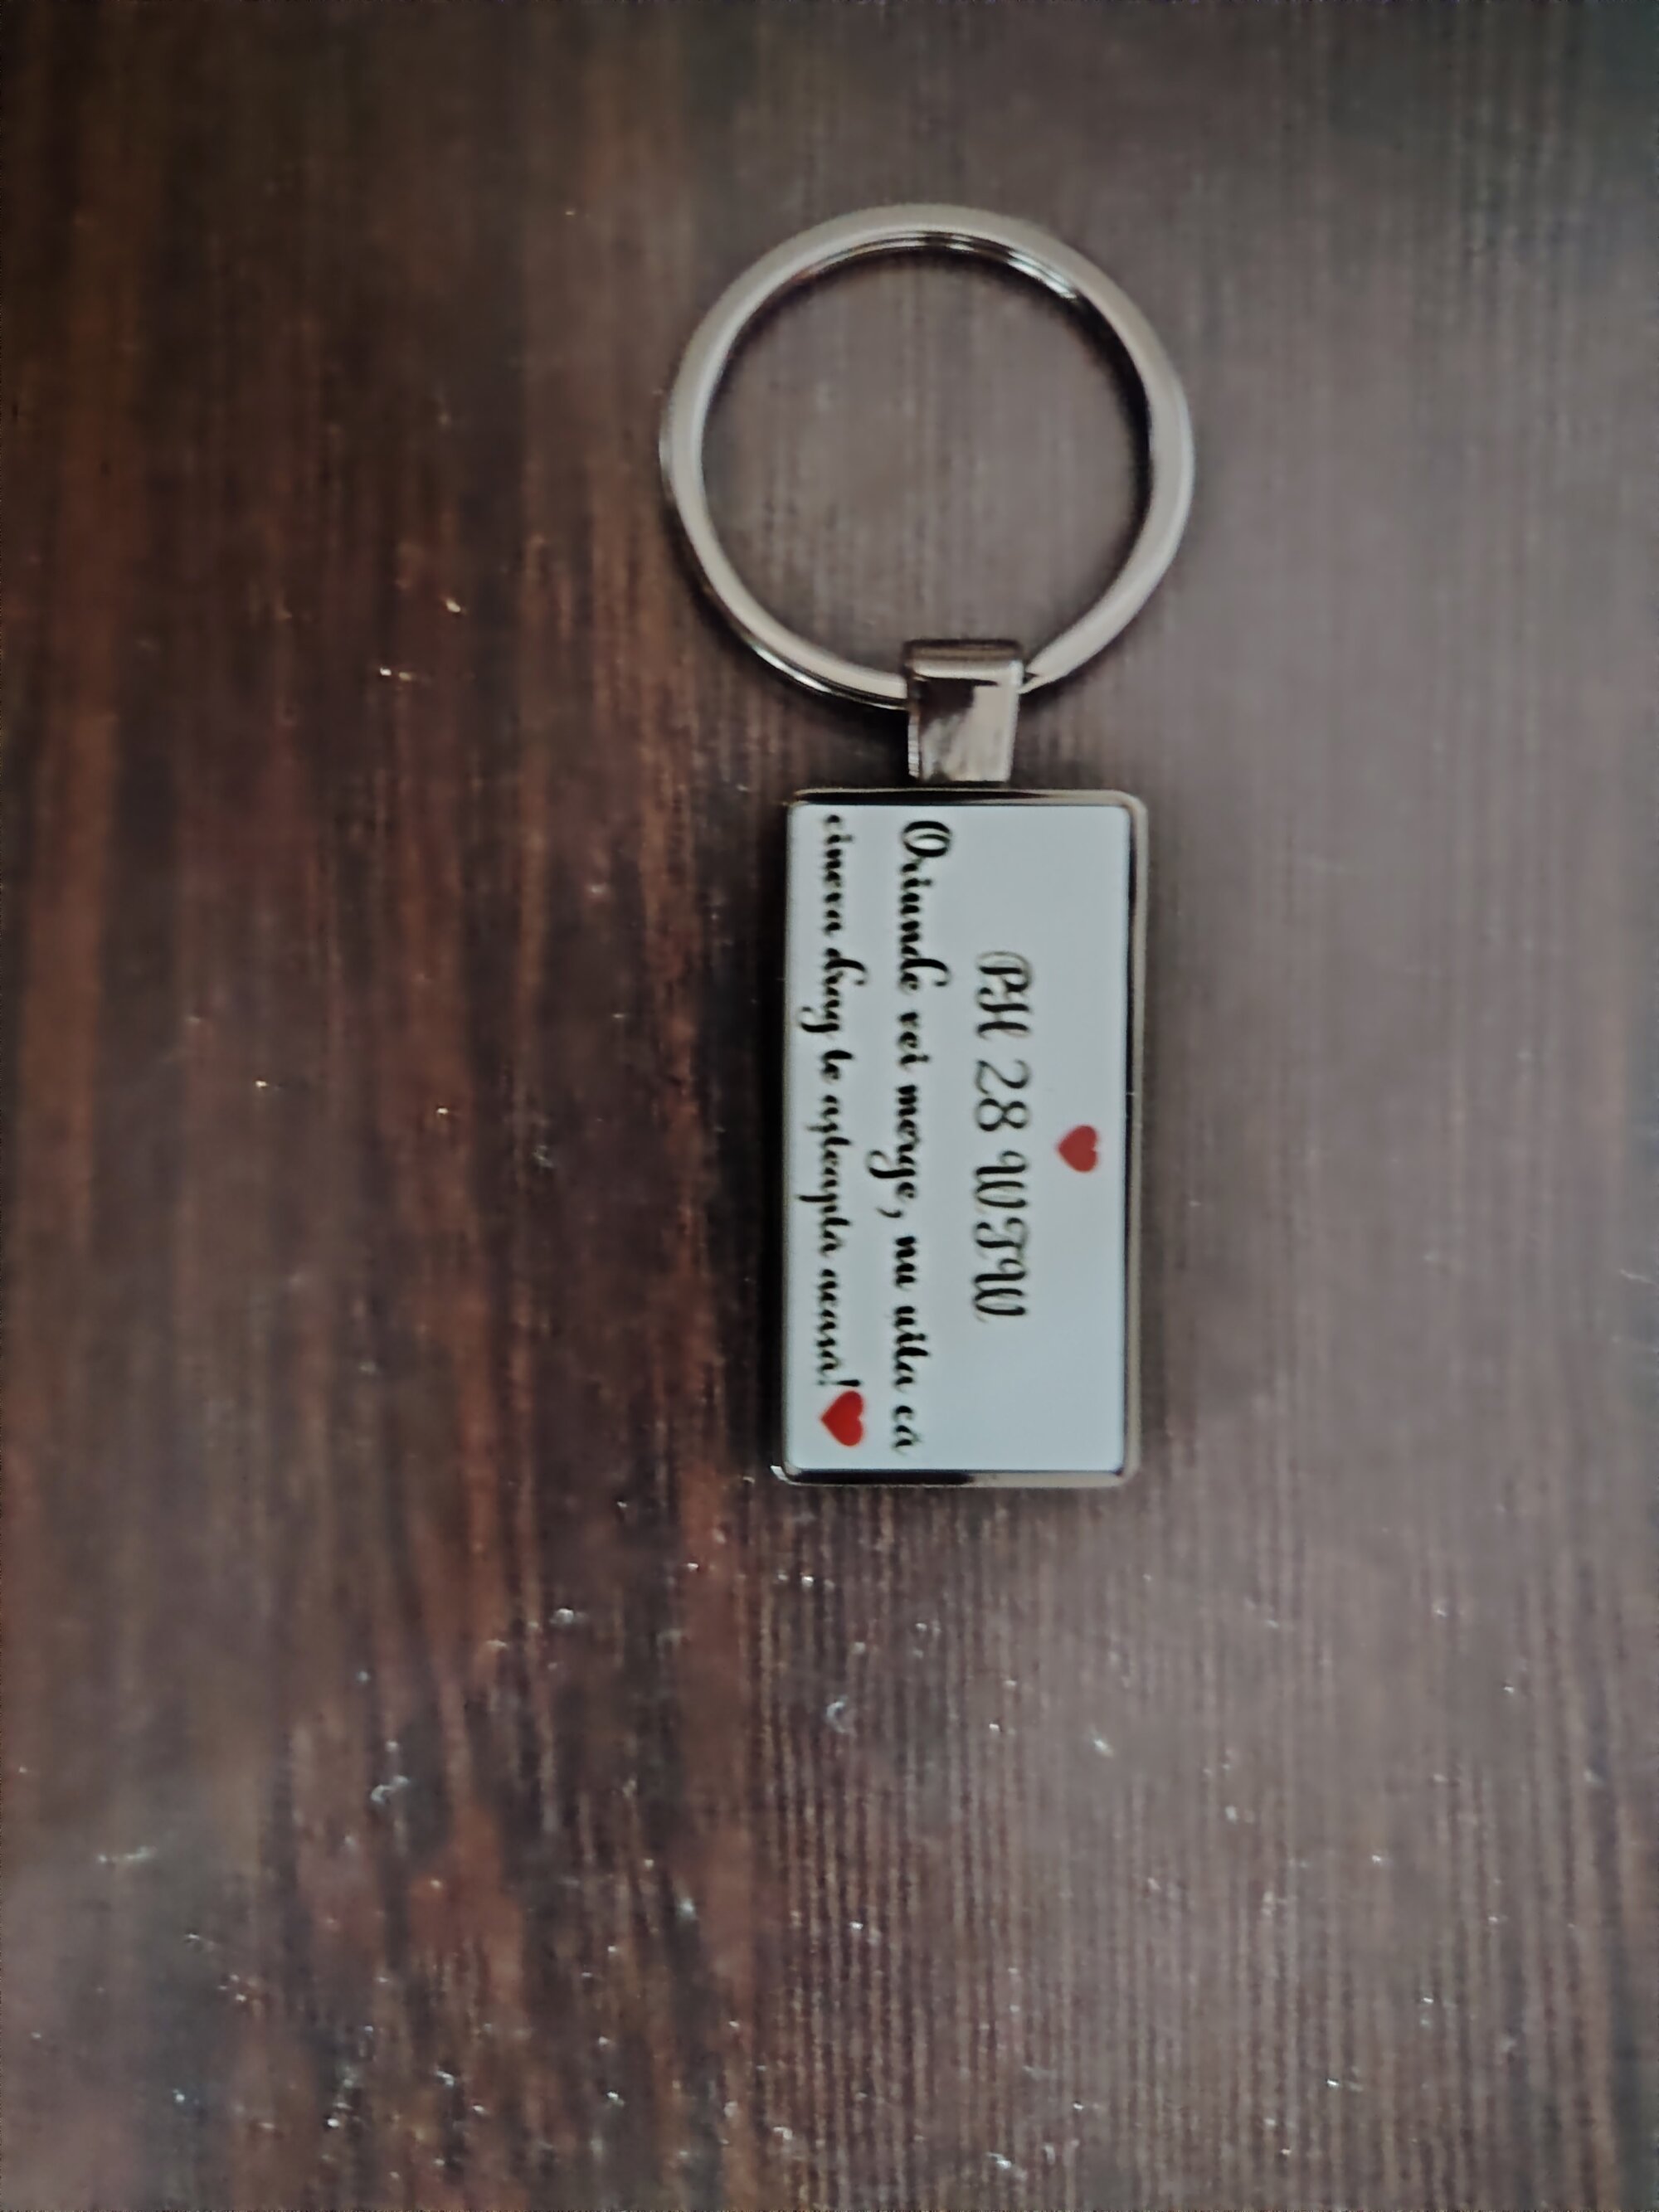 PH 28 WTW
Oriunde vei merge, nu uita că
cineva drag te așteaptă acasă!